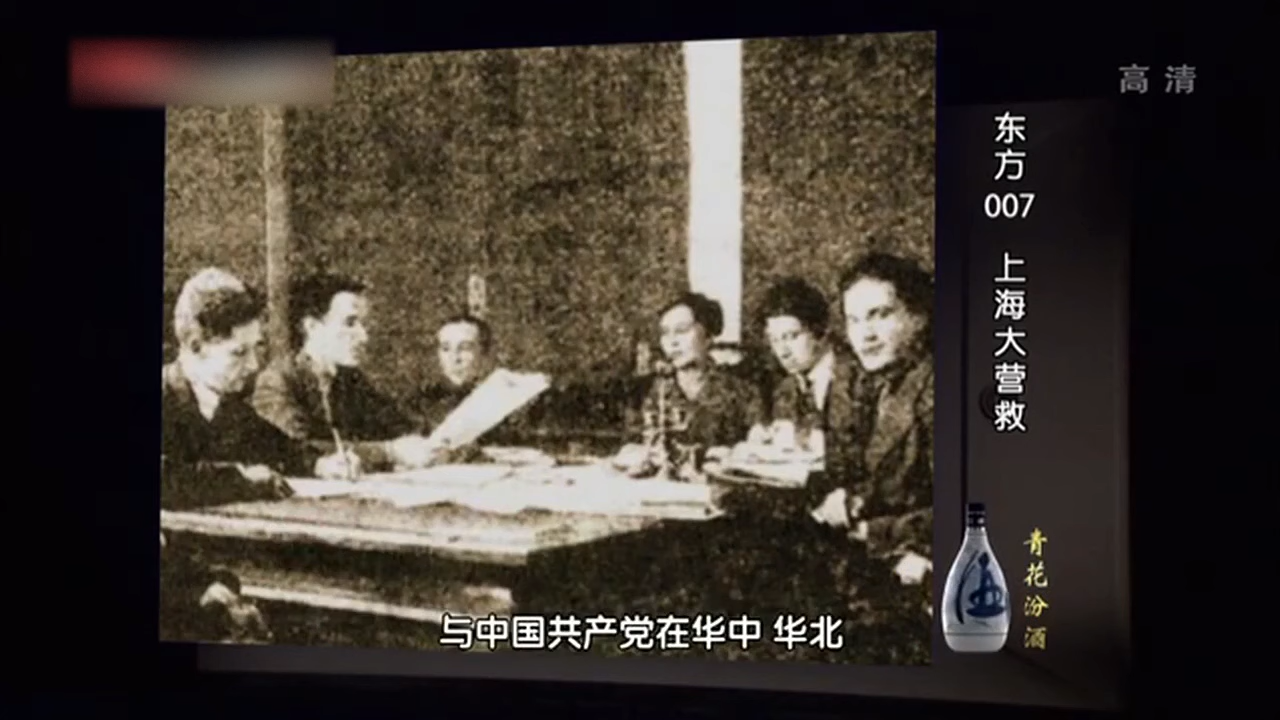 高清
东方
007
上海大营救
青花汾酒
与中国共产党在华中 华北